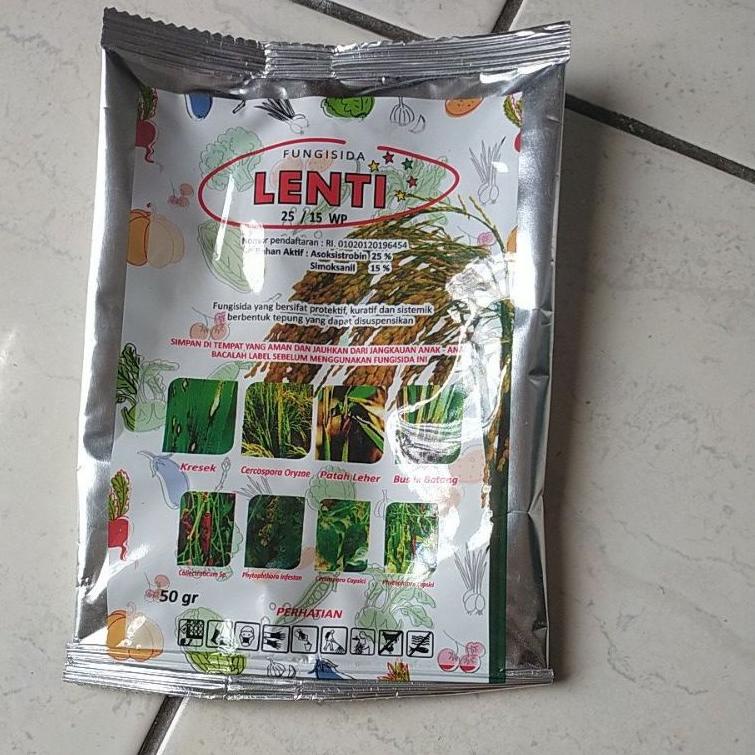 FUNGISIDA
LENTI
25 / 15 WP
Nomor pendaftaran : RI. 01020120196454
Bahan Aktif : Asoksistrobin 25 %
Simoksanil 15 %
Fungisida yang bersifat protektif, kuratif dan sistemik
berbentuk tepung yang dapat disuspensikan
SIMPAN DI TEMPAT YANG AMAN DAN JAUHKAN DARI JANGKAUAN ANAK - ANA
BACALAH LABEL SEBELUM MENGGUNAKAN FUNGISIDA INI
Kresek Cercospora Oryzae Patah Leher Busuk Batang
Collectroticum Sp. Phytophthora Infestan Cercospora Capsici Capsici
50 gr
PERHATIAN